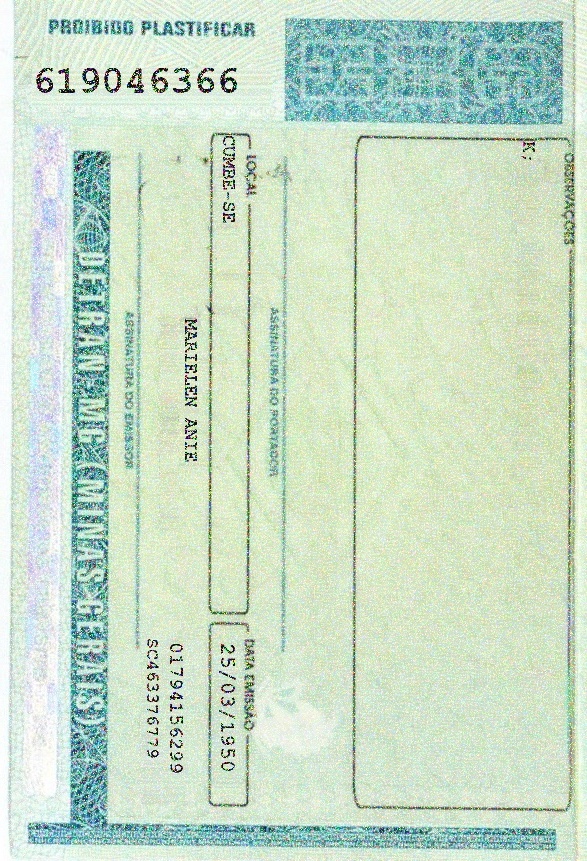 PROIBIDO PLASTIFICAR
619046366
OBSERVAÇÕES
K;
ASSINATURA DO PORTADOR
LOCAL
CUMBE-SE
DATA EMISSÃO
25/03/1950
MARIELEN ANIE
01794156299
SC463376779
ASSINATURA DO EMISSOR
DETRAN-MG (MINAS GERAIS)